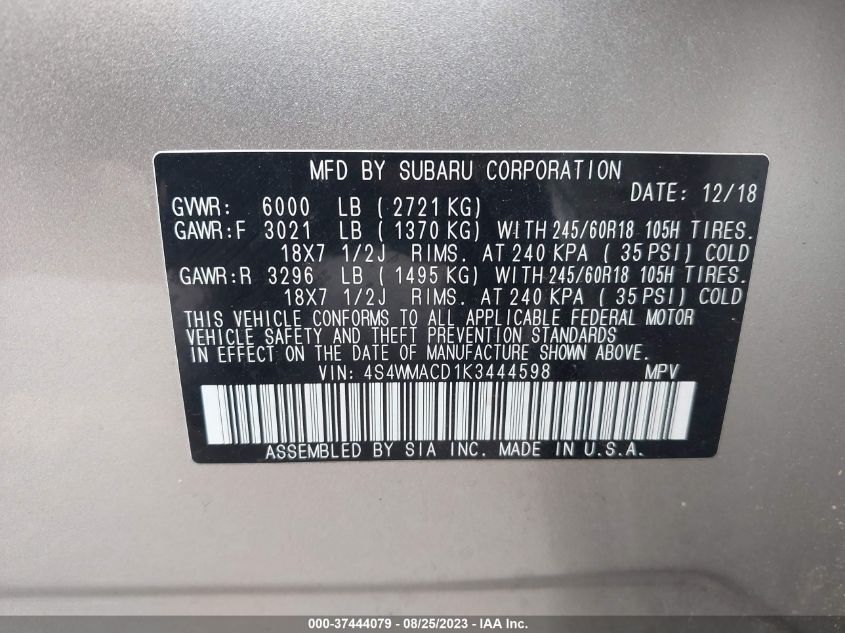 MFD BY SUBARU CORPORATION
DATE: 12/18
GVWR: 6000 LB ( 2721 KG)
GAWR:F 3021 LB ( 1370 KG) WITH 245/60R18 105H TIRES.
18X7 1/2J RIMS. AT 240 KPA ( 35 PSI) COLD
GAWR:R 3296 LB ( 1495 KG) WITH 245/60R18 105H TIRES.
18X7 1/2J RIMS. AT 240 KPA ( 35 PSI) COLD
THIS VEHICLE CONFORMS TO ALL APPLICABLE FEDERAL MOTOR
VEHICLE SAFETY AND THEFT PREVENTION STANDARDS
IN EFFECT ON THE DATE OF MANUFACTURE SHOWN ABOVE.
VIN: 4S4WMACD1K3444598 MPV
ASSEMBLED BY SIA INC. MADE IN U.S.A.
000-37444079 - 08/25/2023 - © IAA Inc.